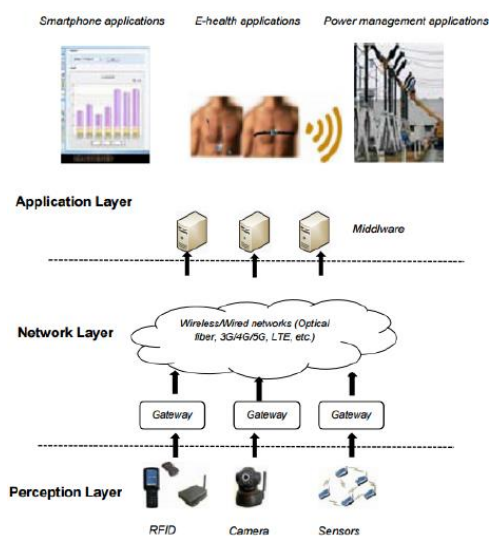 Smartphone applications
E-health applications
Power management applications
Application Layer
Middlware
Network Layer
Wireless/Wired networks (Optical
fiber, 3G/4G/5G, LTE, etc.)
Gateway
Gateway
Gateway
Perception Layer
RFID
Camera
Sensors